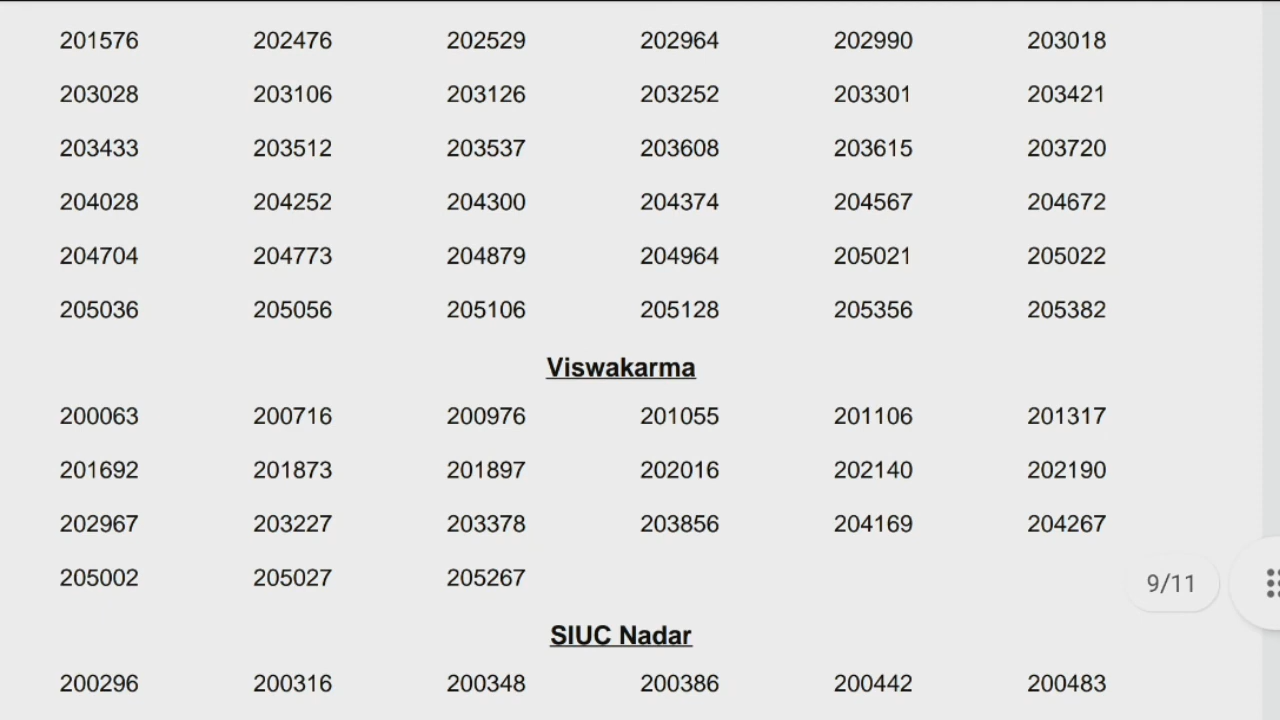 201576 202476 202529 202964 202990 203018
203028 203106 203126 203252 203301 203421
203433 203512 203537 203608 203615 203720
204028 204252 204300 204374 204567 204672
204704 204773 204879 204964 205021 205022
205036 205056 205106 205128 205356 205382
Viswakarma
200063 200716 200976 201055 201106 201317
201692 201873 201897 202016 202140 202190
202967 203227 203378 203856 204169 204267
205002 205027 205267
9/11
SIUC Nadar
200296 200316 200348 200386 200442 200483